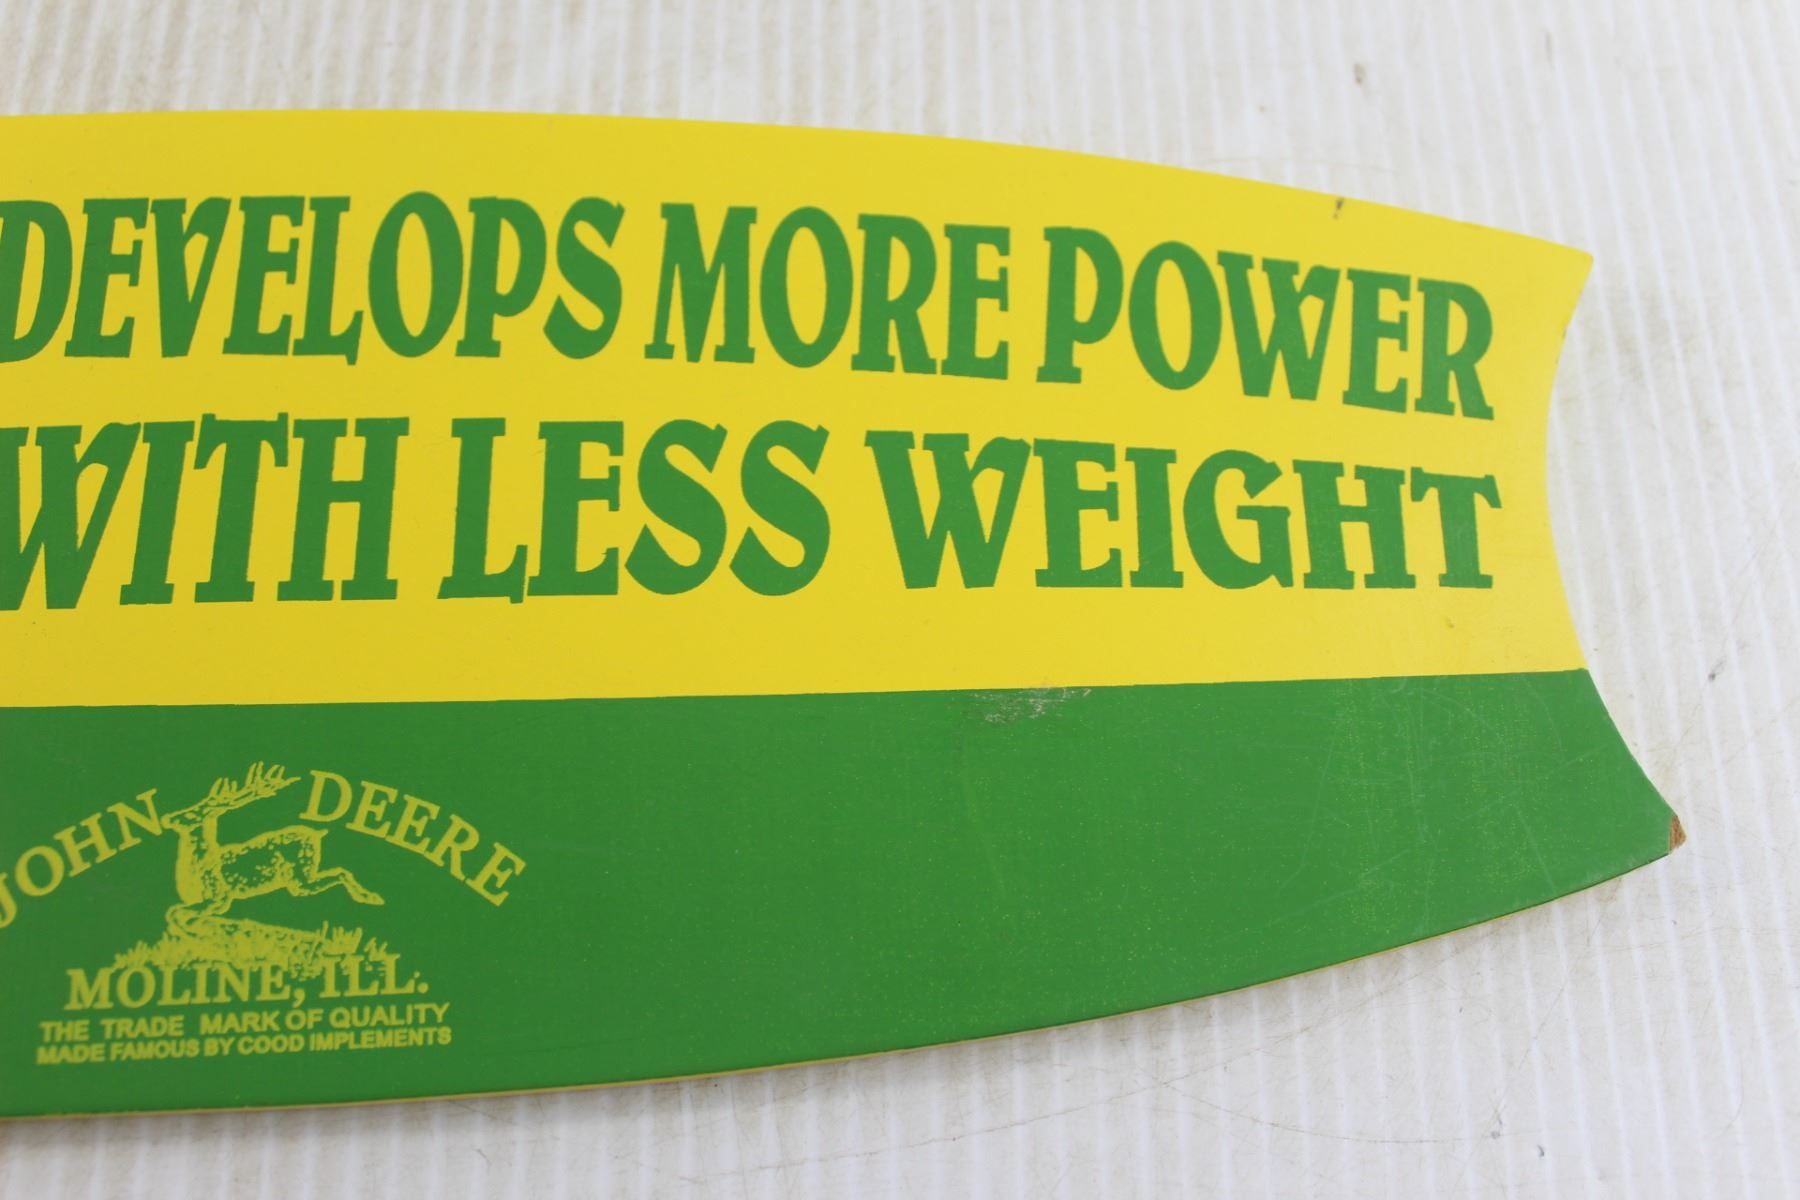 DEVELOPS MORE POWER
WITH LESS WEIGHT
JOHN DEERE
MOLINE, ILL.
THE TRADE MARK OF QUALITY
MADE FAMOUS BY COOD IMPLEMENTS